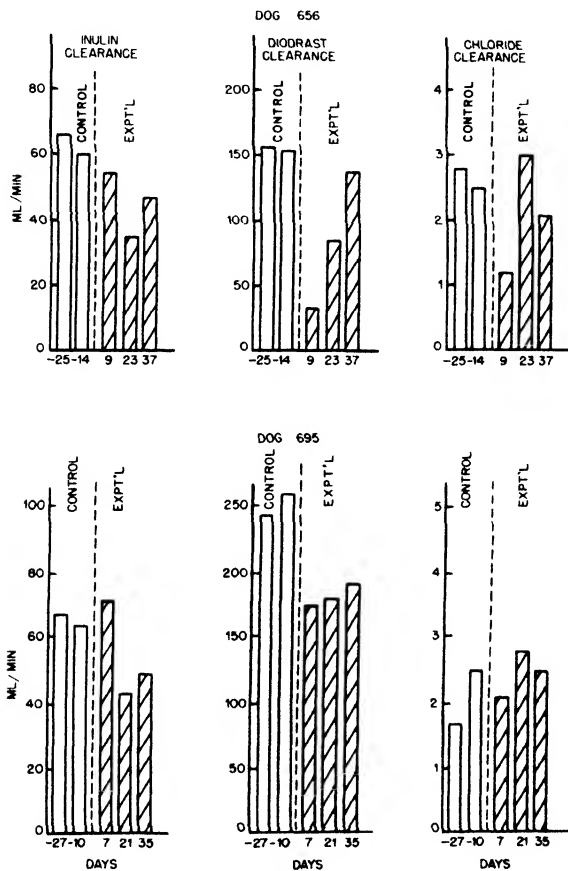 DOG 656
INULIN
CLEARANCE
80
60
40
20
0
ML/MIN
CONTROL
EXPT'L
-25 -14 9 23 37
DIODRAST
CLEARANCE
200
150
100
50
0
CONTROL
EXPT'L
-25 -14 9 23 37
CHLORIDE
CLEARANCE
4
3
2
1
0
CONTROL
EXPT'L
-25 -14 9 23 37
DOG 695
100
80
60
40
20
0
ML/MIN
CONTROL
EXPT'L
-27 -10 7 21 35
DAYS
250
200
150
100
50
0
CONTROL
EXPT'L
-27 -10 7 21 35
DAYS
5
4
3
2
1
0
CONTROL
EXPT'L
-27 -10 7 21 35
DAYS